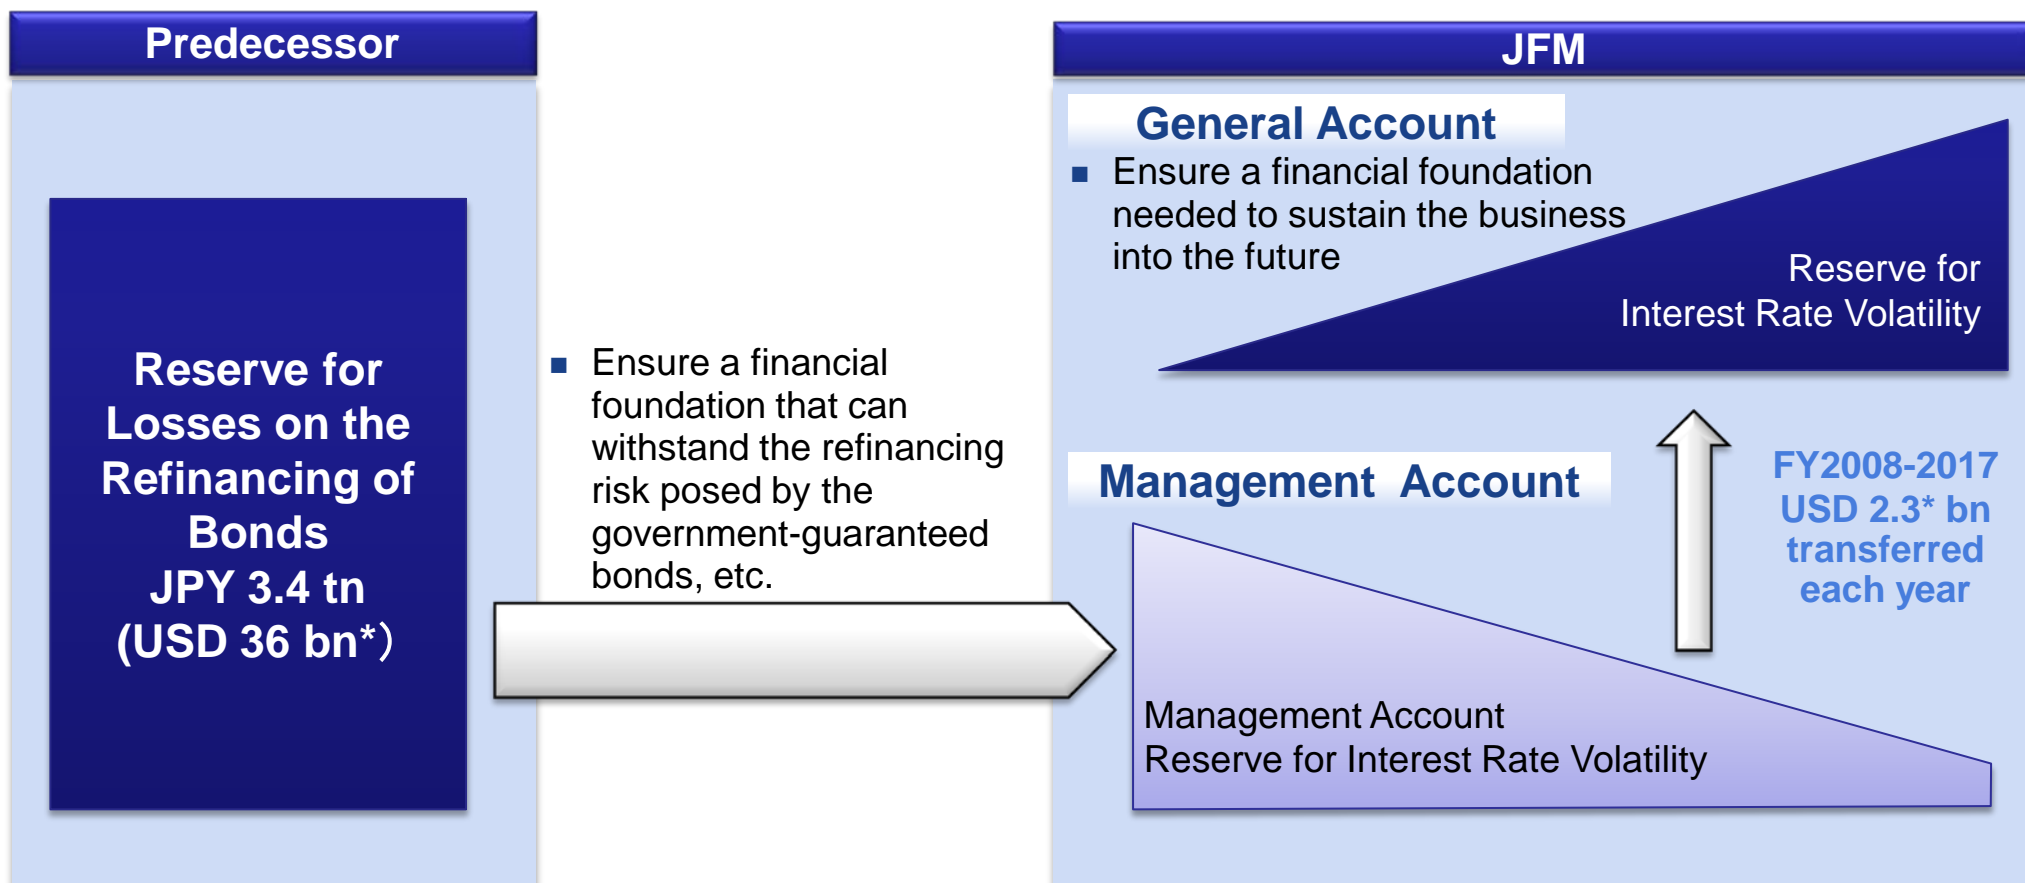 Predecessor
Reserve for
Losses on the
Refinancing of
Bonds
JPY 3.4 tn
(USD 36 bn*）
■ Ensure a financial
foundation that can
withstand the refinancing
risk posed by the
government-guaranteed
bonds, etc.
JFM
General Account
■ Ensure a financial foundation
needed to sustain the business
into the future
Reserve for
Interest Rate Volatility
Management Account
FY2008-2017
USD 2.3* bn
transferred
each year
Management Account
Reserve for Interest Rate Volatility